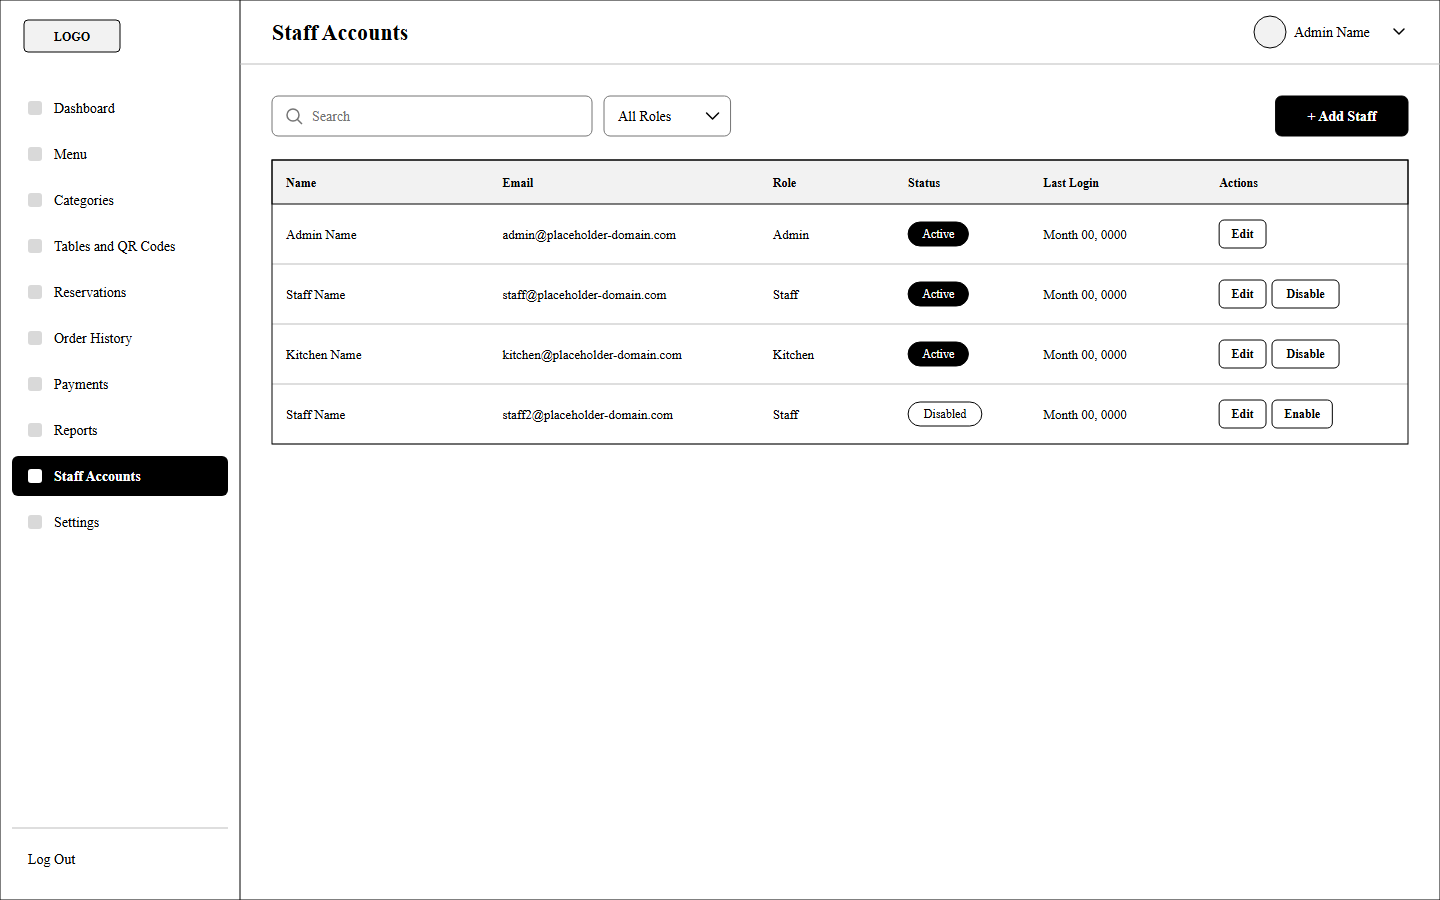 LOGO
Staff Accounts
Admin Name
Dashboard
Menu
Categories
Tables and QR Codes
Reservations
Order History
Payments
Reports
Staff Accounts
Settings
Log Out
Search
All Roles
+ Add Staff
Name Email Role Status Last Login Actions
Admin Name admin@placeholder-domain.com Admin Active Month 00, 0000 Edit
Staff Name staff@placeholder-domain.com Staff Active Month 00, 0000 Edit Disable
Kitchen Name kitchen@placeholder-domain.com Kitchen Active Month 00, 0000 Edit Disable
Staff Name staff2@placeholder-domain.com Staff Disabled Month 00, 0000 Edit Enable